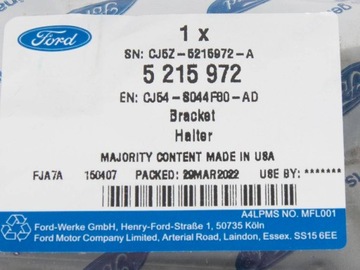 Ford
1 x
SN: CJ5Z-5215972-A
5 215 972
EN: CJ54-S044F80-AD
Bracket
Halter
MAJORITY CONTENT MADE IN USA
FJA7A 150407 PACKED: 29MAR2022 USE BY: *******
A4LPMS NO. MFL001
Ford-Werke GmbH, Henry-Ford-Straße 1, 50735 Köln
Ford Motor Company Limited, Arterial Road, Laindon, Essex. SS15 6EE